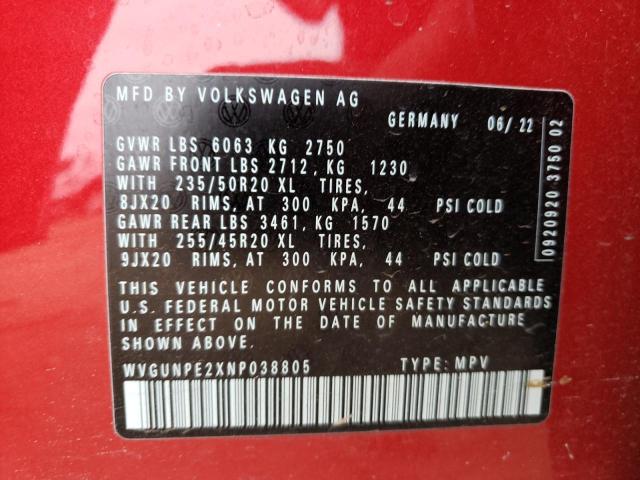 MFD BY VOLKSWAGEN AG
GERMANY 06/ 22
GVWR LBS 6063 KG 2750
GAWR FRONT LBS 2712, KG 1230
WITH 235/50R20 XL TIRES,
8JX20 RIMS, AT 300 KPA, 44 PSI COLD
GAWR REAR LBS 3461, KG 1570
WITH 255/45R20 XL TIRES,
9JX20 RIMS, AT 300 KPA, 44 PSI COLD
THIS VEHICLE CONFORMS TO ALL APPLICABLE
U.S. FEDERAL MOTOR VEHICLE SAFETY STANDARDS
IN EFFECT ON THE DATE OF MANUFACTURE
WVGUNPE2XNP038805 TYPE: MPV
0920920 3750 02